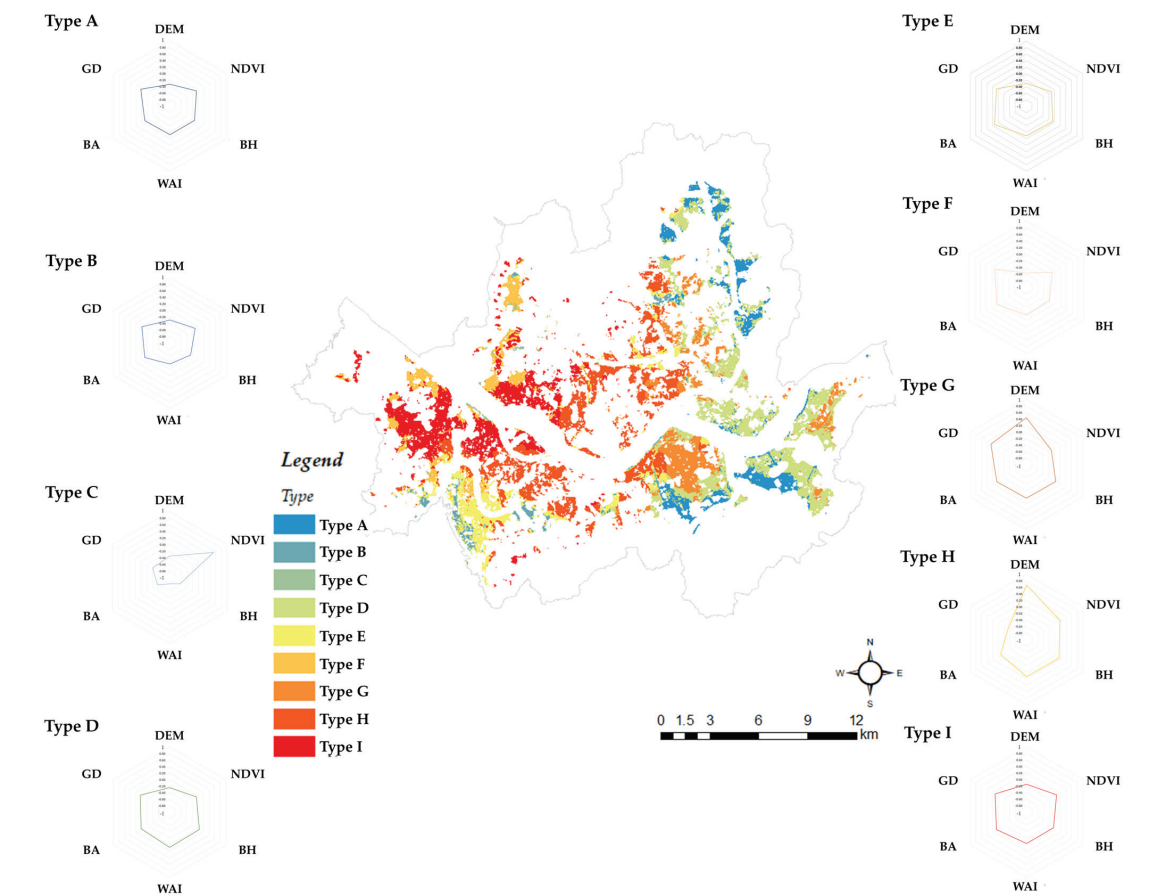 Type A
DEM
GD
NDVI
BA
BH
WAI
Type B
DEM
GD
NDVI
BA
BH
WAI
Type C
DEM
GD
NDVI
BA
BH
WAI
Type D
DEM
GD
NDVI
BA
BH
WAI
Legend
Type
Type A
Type B
Type C
Type D
Type E
Type F
Type G
Type H
Type I
N
W
E
S
0 1.5 3 6 9 12
km
Type E
DEM
GD
NDVI
BA
BH
WAI
Type F
DEM
GD
NDVI
BA
BH
WAI
Type G
DEM
GD
NDVI
BA
BH
WAI
Type H
DEM
GD
NDVI
BA
BH
WAI
Type I
DEM
GD
NDVI
BA
BH
WAI